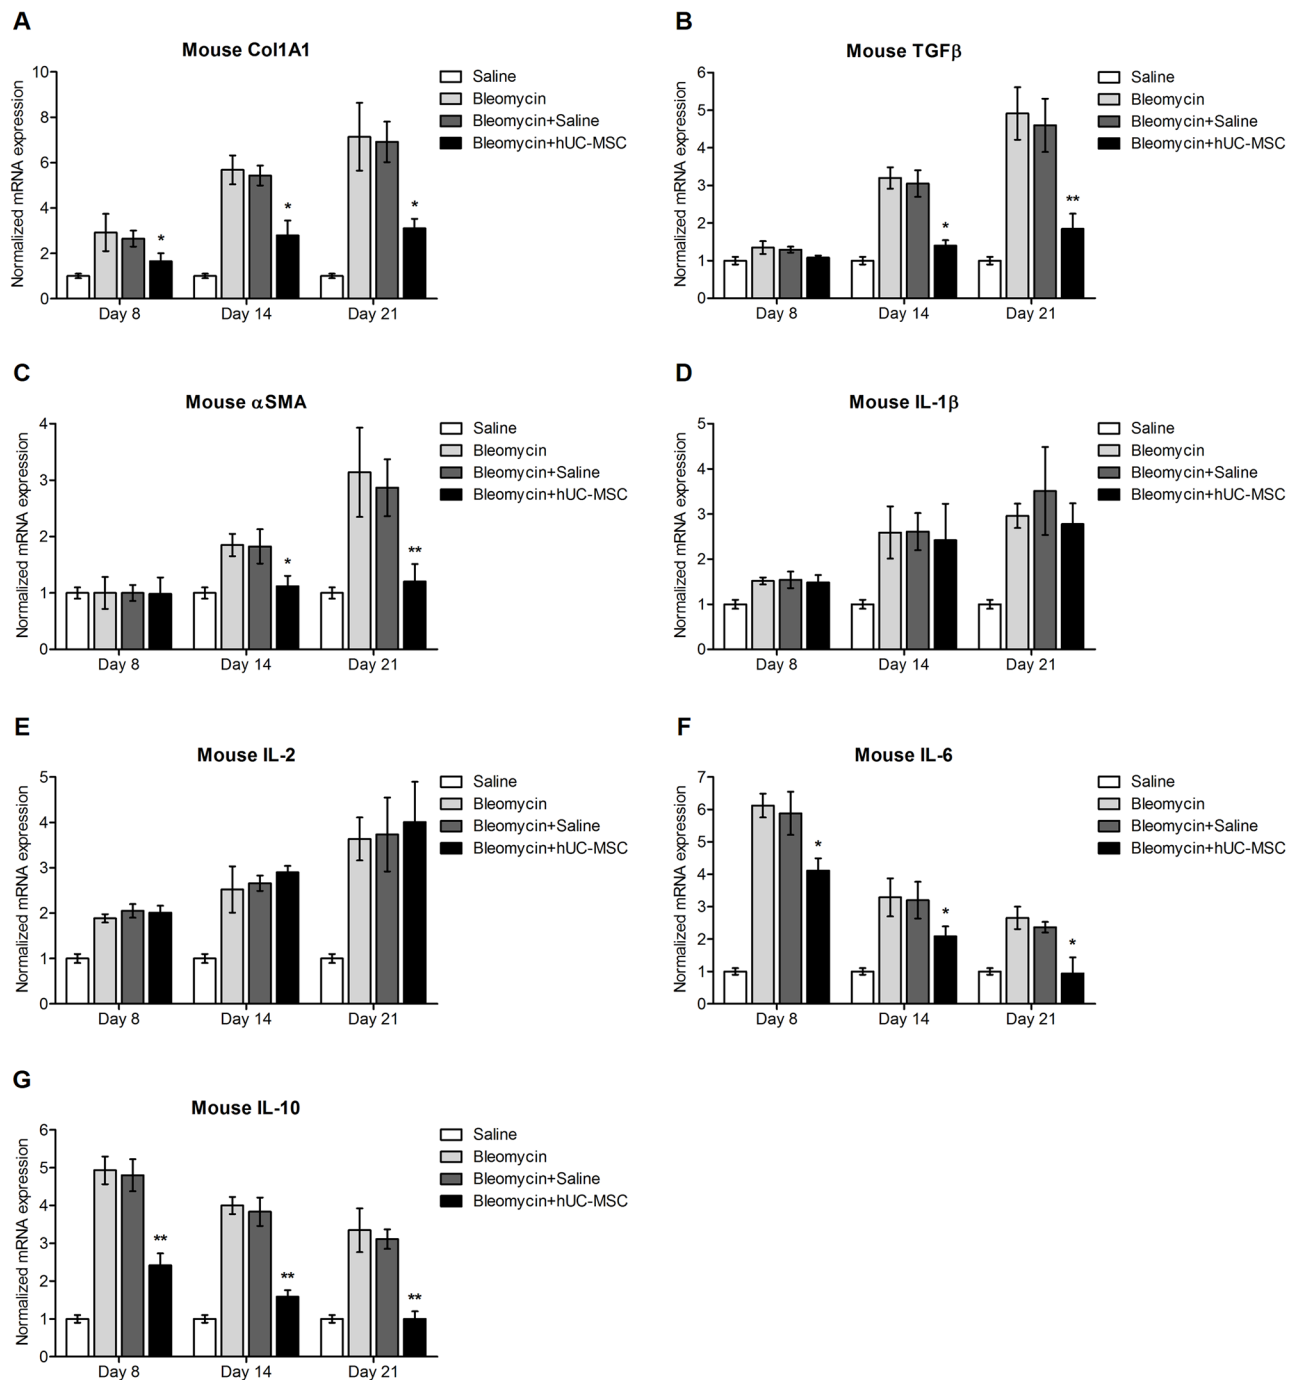 A
Mouse Col1A1
Normalized mRNA expression
10
8
6
4
2
0
Day 8 Day 14 Day 21
Saline
Bleomycin
Bleomycin+Saline
Bleomycin+hUC-MSC
* * *
B
Mouse TGFβ
Normalized mRNA expression
6
5
4
3
2
1
0
Day 8 Day 14 Day 21
Saline
Bleomycin
Bleomycin+Saline
Bleomycin+hUC-MSC
* **
C
Mouse αSMA
Normalized mRNA expression
4
3
2
1
0
Day 8 Day 14 Day 21
Saline
Bleomycin
Bleomycin+Saline
Bleomycin+hUC-MSC
* **
D
Mouse IL-1β
Normalized mRNA expression
5
4
3
2
1
0
Day 8 Day 14 Day 21
Saline
Bleomycin
Bleomycin+Saline
Bleomycin+hUC-MSC
E
Mouse IL-2
Normalized mRNA expression
5
4
3
2
1
0
Day 8 Day 14 Day 21
Saline
Bleomycin
Bleomycin+Saline
Bleomycin+hUC-MSC
F
Mouse IL-6
Normalized mRNA expression
7
6
5
4
3
2
1
0
Day 8 Day 14 Day 21
Saline
Bleomycin
Bleomycin+Saline
Bleomycin+hUC-MSC
* * *
G
Mouse IL-10
Normalized mRNA expression
6
5
4
3
2
1
0
Day 8 Day 14 Day 21
Saline
Bleomycin
Bleomycin+Saline
Bleomycin+hUC-MSC
** ** **